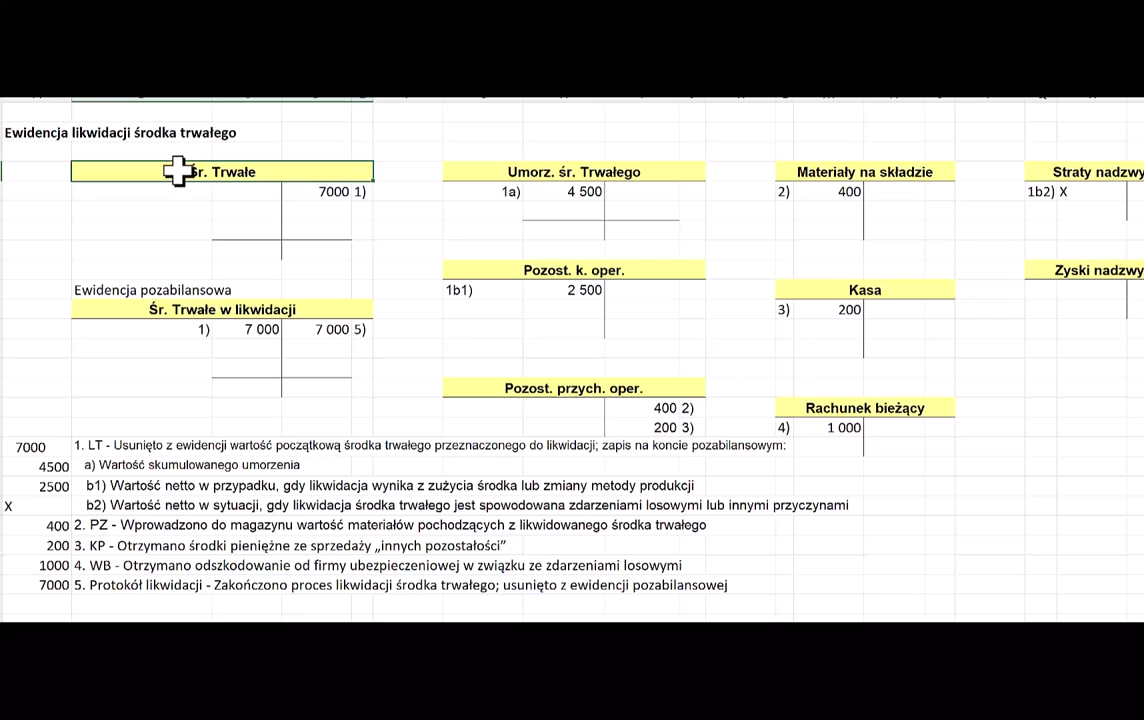 Ewidencja likwidacji środka trwałego
Śr. Trwałe
7000 1)
Umorz. śr. Trwałego
1a) 4 500
Materiały na składzie
2) 400
Straty nadzwy
1b2) X
Pozost. k. oper.
1b1) 2 500
Zyski nadzwy
Ewidencja pozabilansowa
Śr. Trwałe w likwidacji
1) 7 000 7 000 5)
Kasa
3) 200
Pozost. przych. oper.
400 2)
200 3)
Rachunek bieżący
4) 1 000
7000 1. LT - Usunięto z ewidencji wartość początkową środka trwałego przeznaczonego do likwidacji; zapis na koncie pozabilansowym:
4500 a) Wartość skumulowanego umorzenia
2500 b1) Wartość netto w przypadku, gdy likwidacja wynika z zużycia środka lub zmiany metody produkcji
X b2) Wartość netto w sytuacji, gdy likwidacja środka trwałego jest spowodowana zdarzeniami losowymi lub innymi przyczynami
400 2. PZ - Wprowadzono do magazynu wartość materiałów pochodzących z likwidowanego środka trwałego
200 3. KP - Otrzymano środki pieniężne ze sprzedaży „innych pozostałości”
1000 4. WB - Otrzymano odszkodowanie od firmy ubezpieczeniowej w związku ze zdarzeniami losowymi
7000 5. Protokół likwidacji - Zakończono proces likwidacji środka trwałego; usunięto z ewidencji pozabilansowej